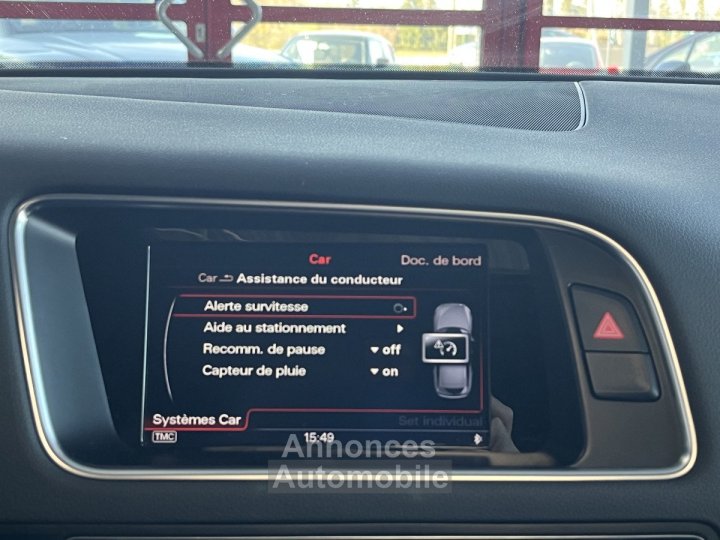 Car
Doc. de bord
Car Assistance du conducteur
Alerte survitesse
Aide au stationnement
Recomm. de pause off
Capteur de pluie on
Systèmes Car
Set individual
TMC
15:49
Annonces
Automobile